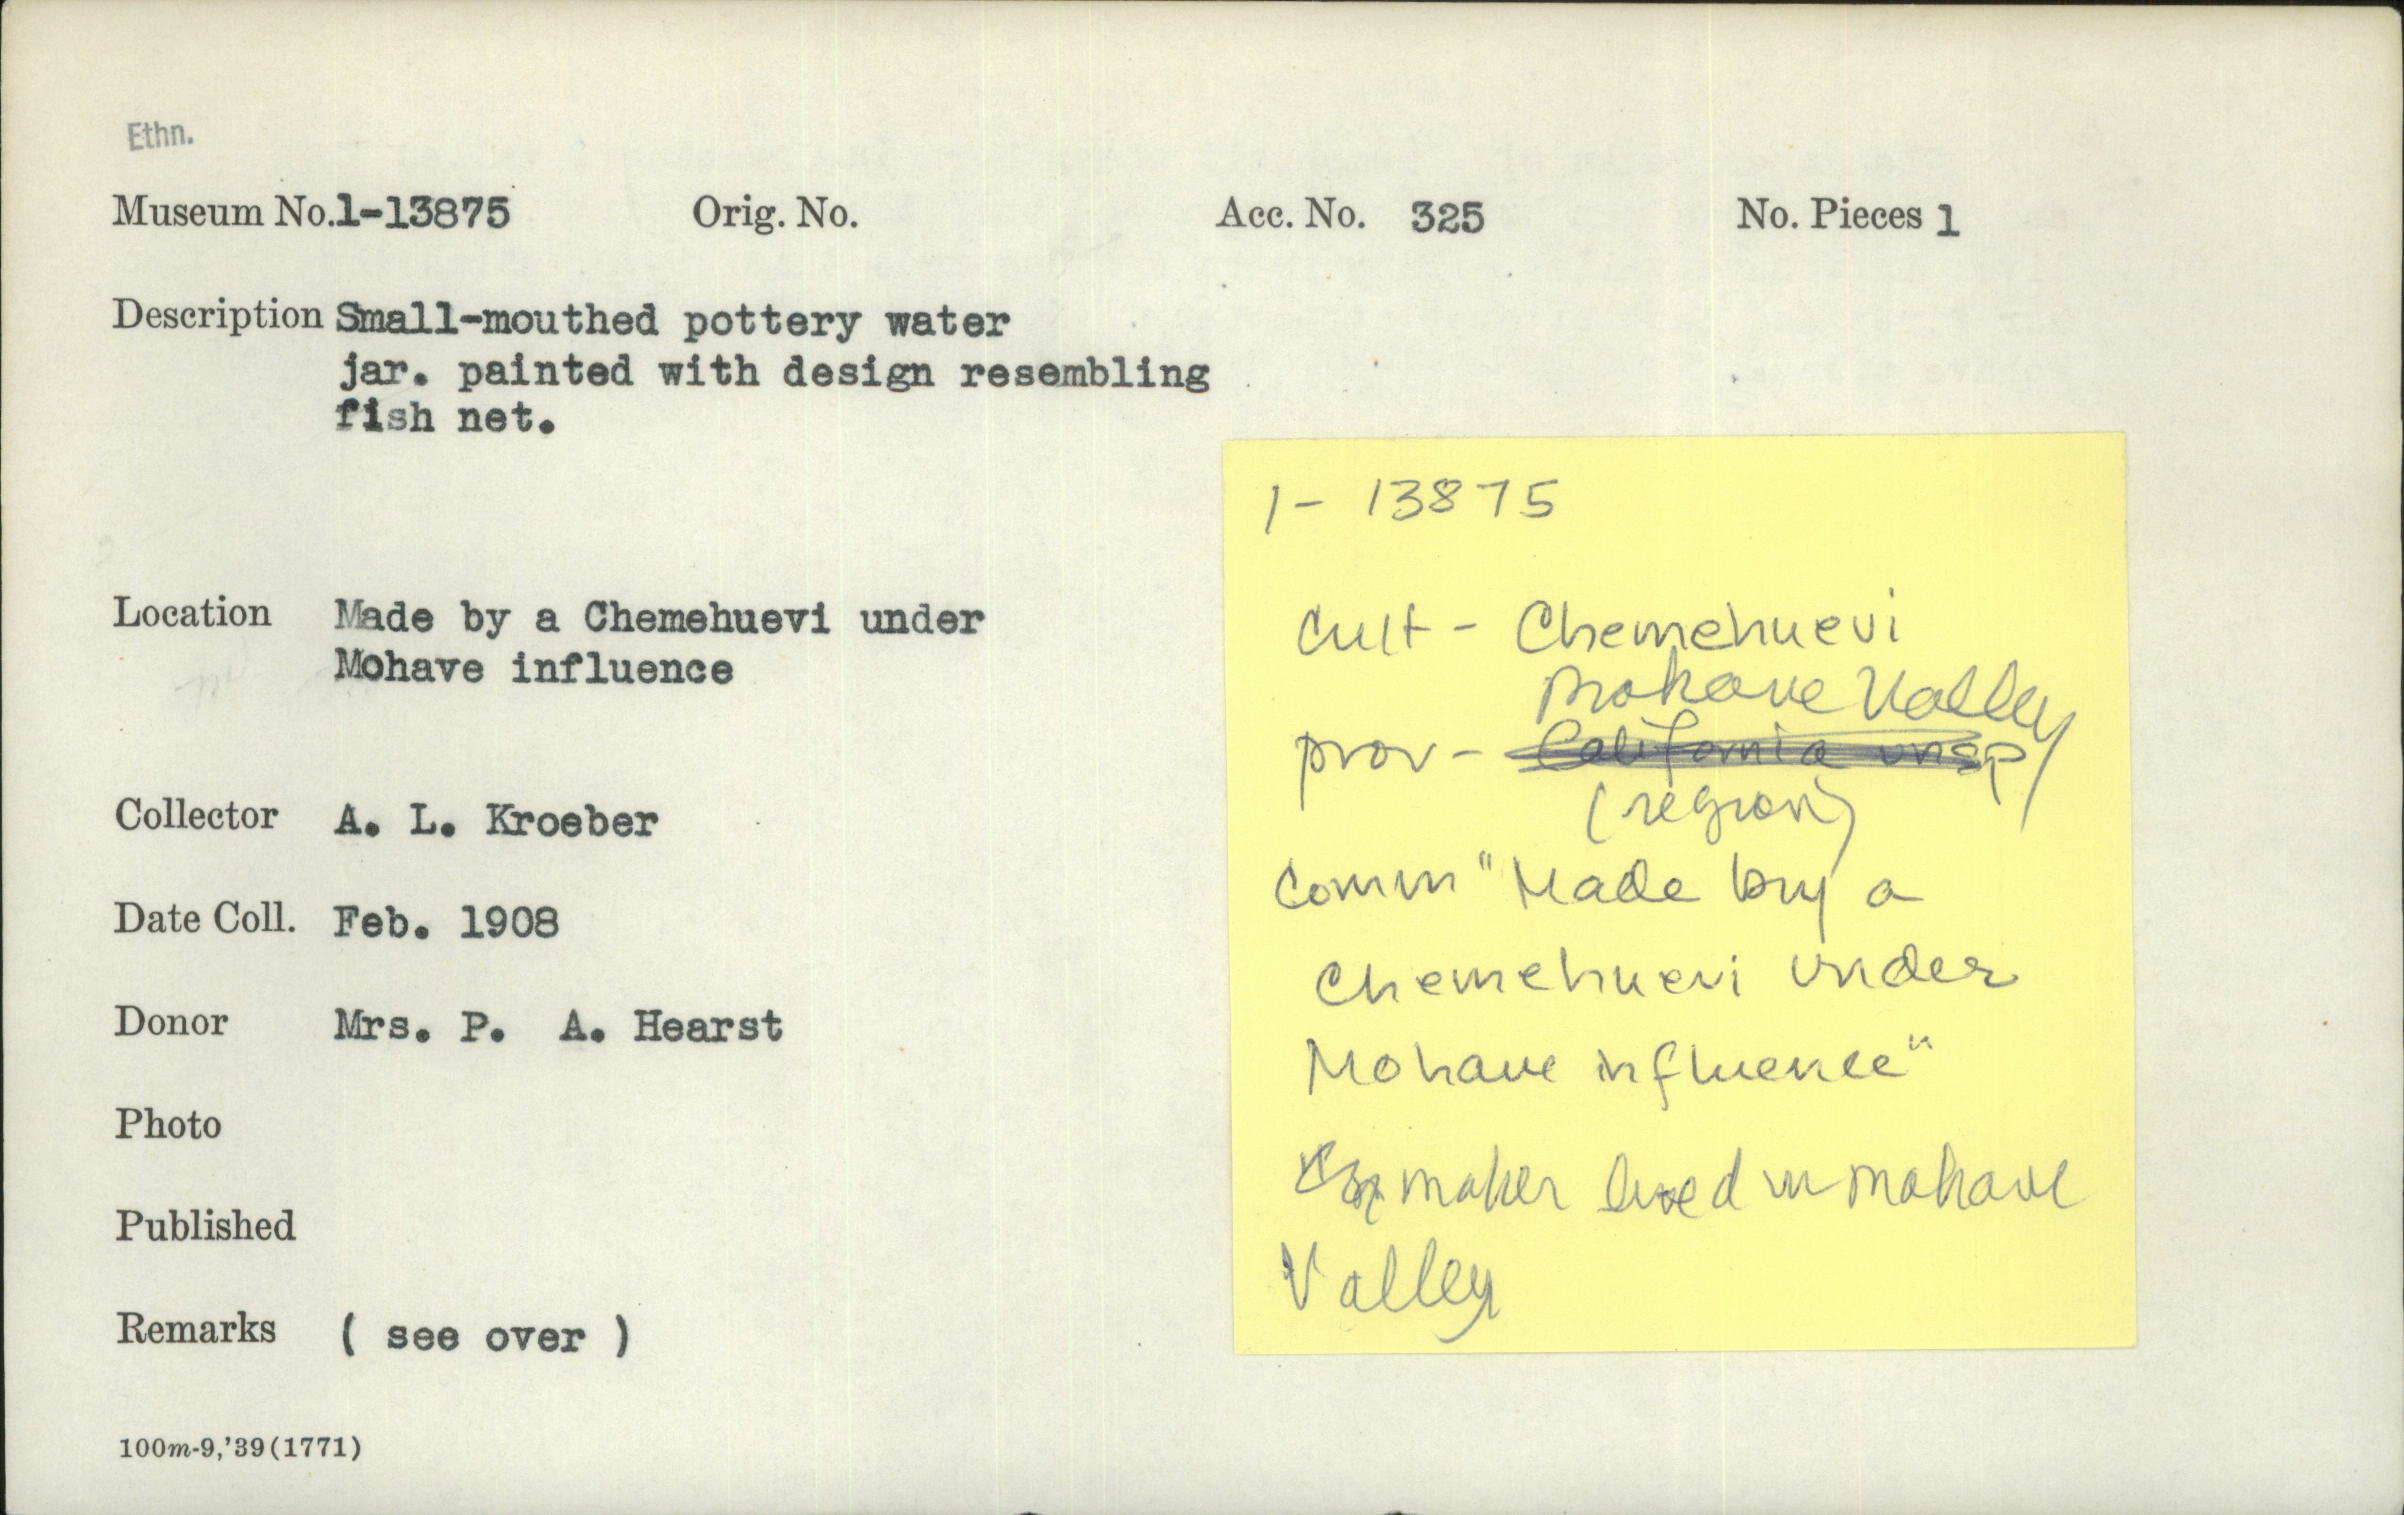 Ethn.
Museum No. 1-13875 Orig. No. Acc. No. 325 No. Pieces 1
Description Small-mouthed pottery water
jar. painted with design resembling
fish net.
Location Made by a Chemehuevi under
Mohave influence
Collector A. L. Kroeber
Date Coll. Feb. 1908
Donor Mrs. P. A. Hearst
Photo
Published
Remarks ( see over )
100m-9,'39(1771)
1-13875
Cult - Chemehuevi
Mohave Valley
prov - California unsp
(region)
Comm "Made by a
Chemehuevi under
Mohave influence"
maker lived in Mohave
Valley